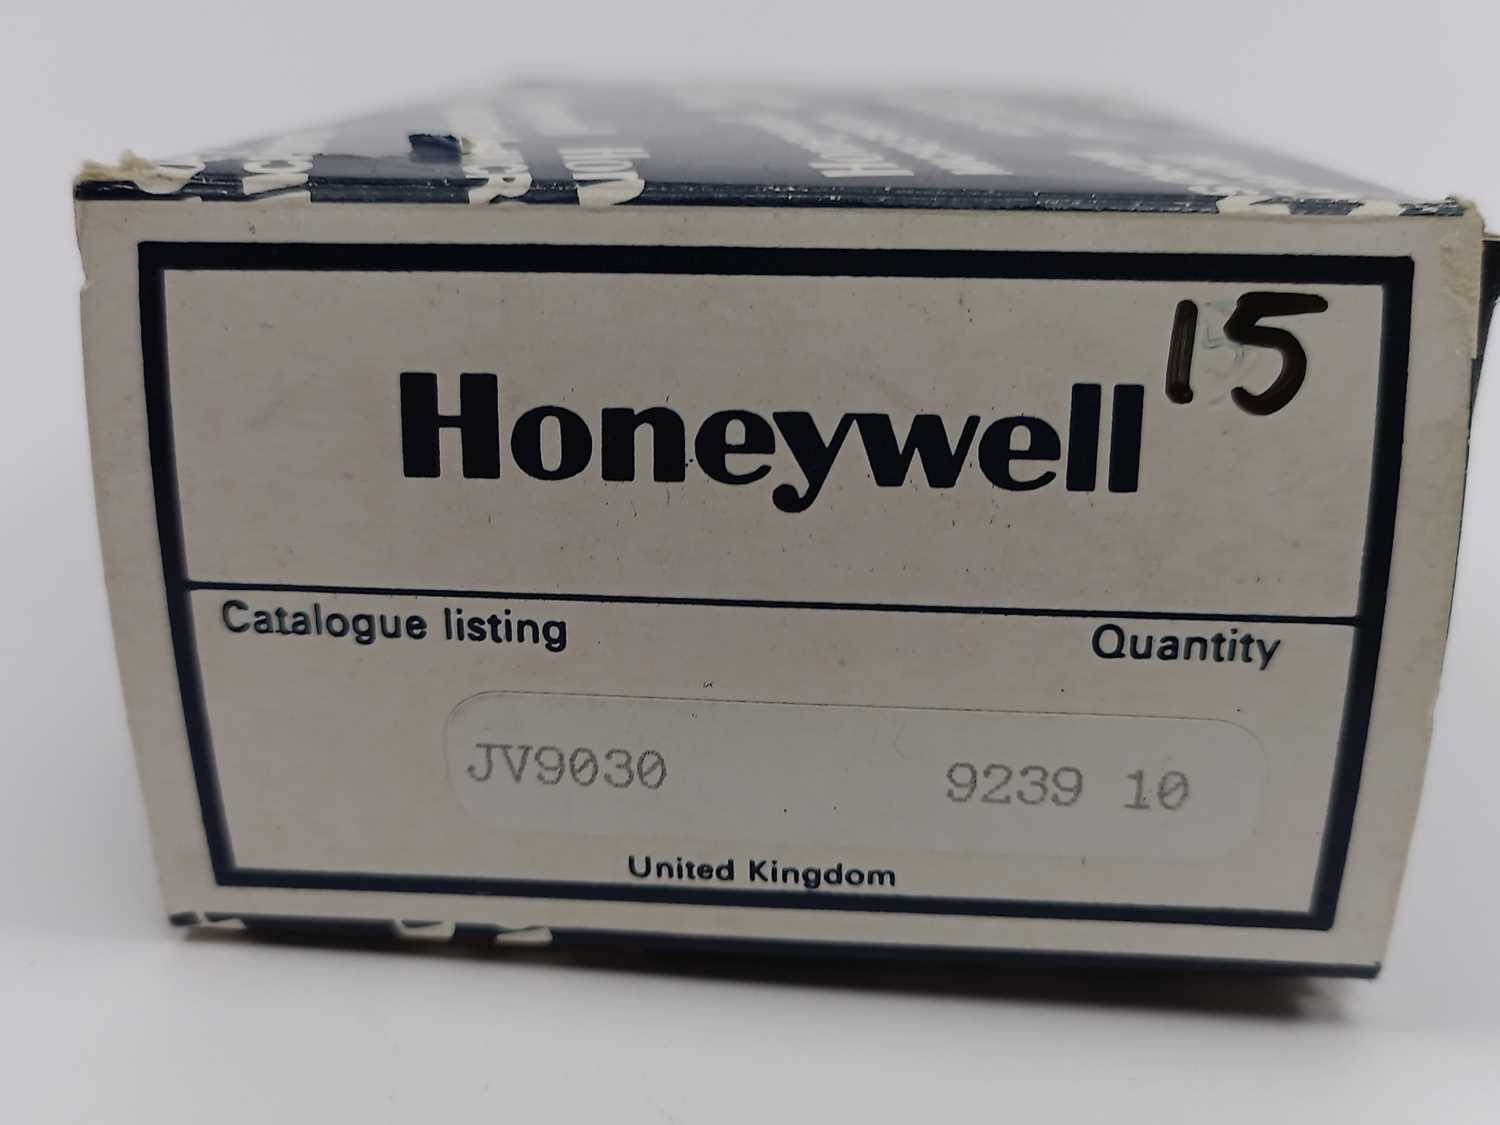 15
Honeywell
Catalogue listing Quantity
JV9030 9239 10
United Kingdom